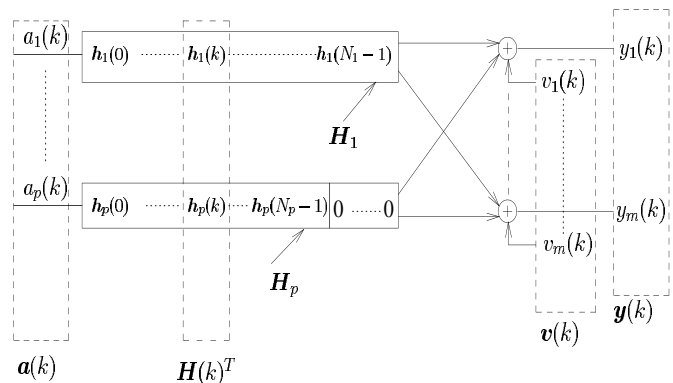 a₁(k) h₁(0) ........ h₁(k) .................. h₁(N₁−1) + y₁(k)
v₁(k)
H₁
aₚ(k) hₚ(0) ........ hₚ(k) ..... hₚ(Nₚ−1) 0 ....... 0 + yₘ(k)
vₘ(k)
Hₚ
y(k)
v(k)
a(k) H(k)ᵀ